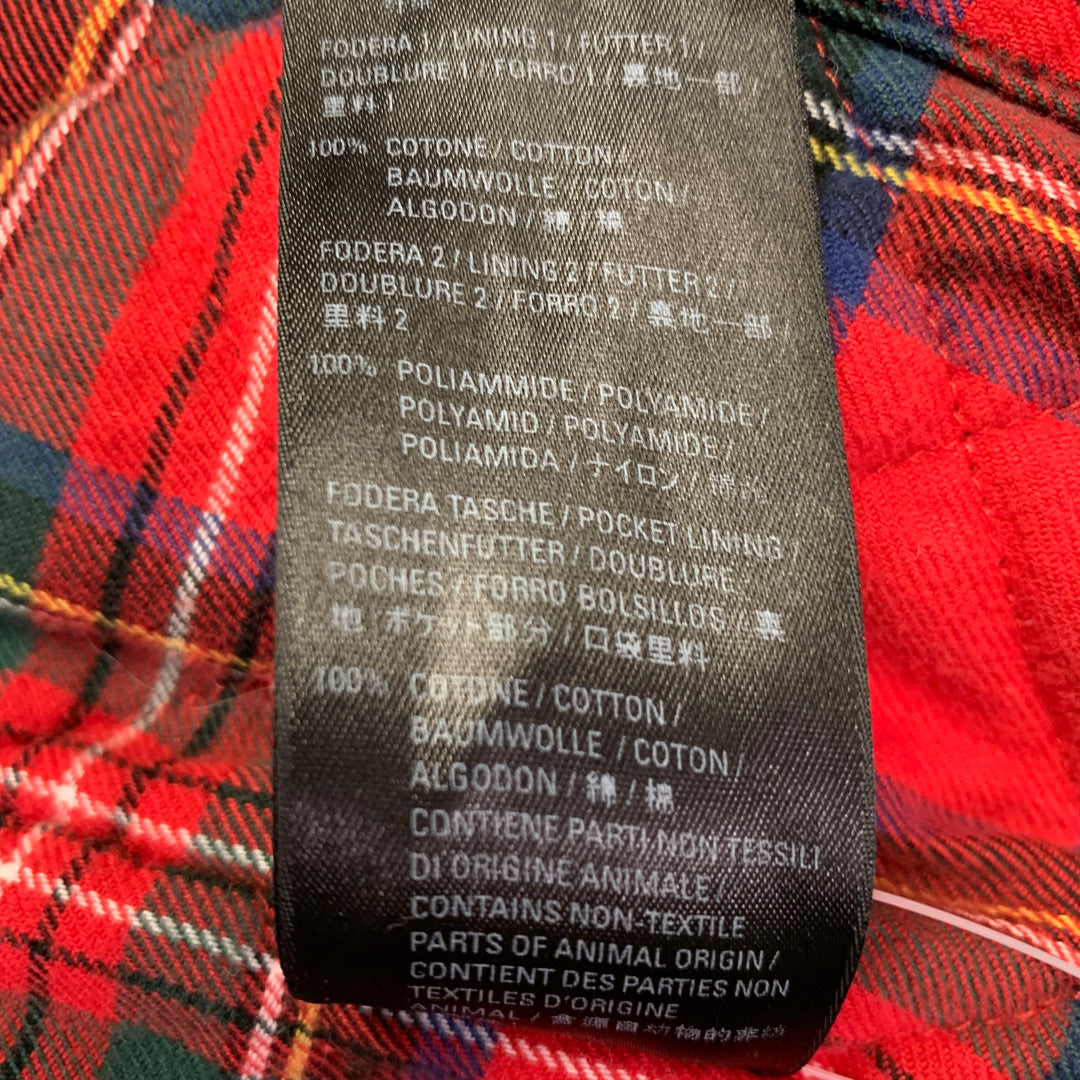 FODERA 1 / LINING 1 / FUTTER 1 /
DOUBLURE 1 / FORRO 1 / 裏地一部 /
里料 1
100% COTONE / COTTON /
BAUMWOLLE / COTON /
ALGODON / 綿 / 棉
FODERA 2 / LINING 2 / FUTTER 2 /
DOUBLURE 2 / FORRO 2 / 裏地一部 /
里料 2
100% POLIAMMIDE / POLYAMIDE /
POLYAMID / POLYAMIDE /
POLIAMIDA / ナイロン /
FODERA TASCHE / POCKET LINING /
TASCHENFUTTER / DOUBLURE
POCHES / FORRO BOLSILLOS / 裏
地 ポケット部分 / 口袋里料
100% COTONE / COTTON /
BAUMWOLLE / COTON /
ALGODON / 綿 / 棉
CONTIENE PARTI NON TESSILI
DI ORIGINE ANIMALE /
CONTAINS NON-TEXTILE
PARTS OF ANIMAL ORIGIN /
CONTIENT DES PARTIES NON
TEXTILES D'ORIGINE
ANIMALE /